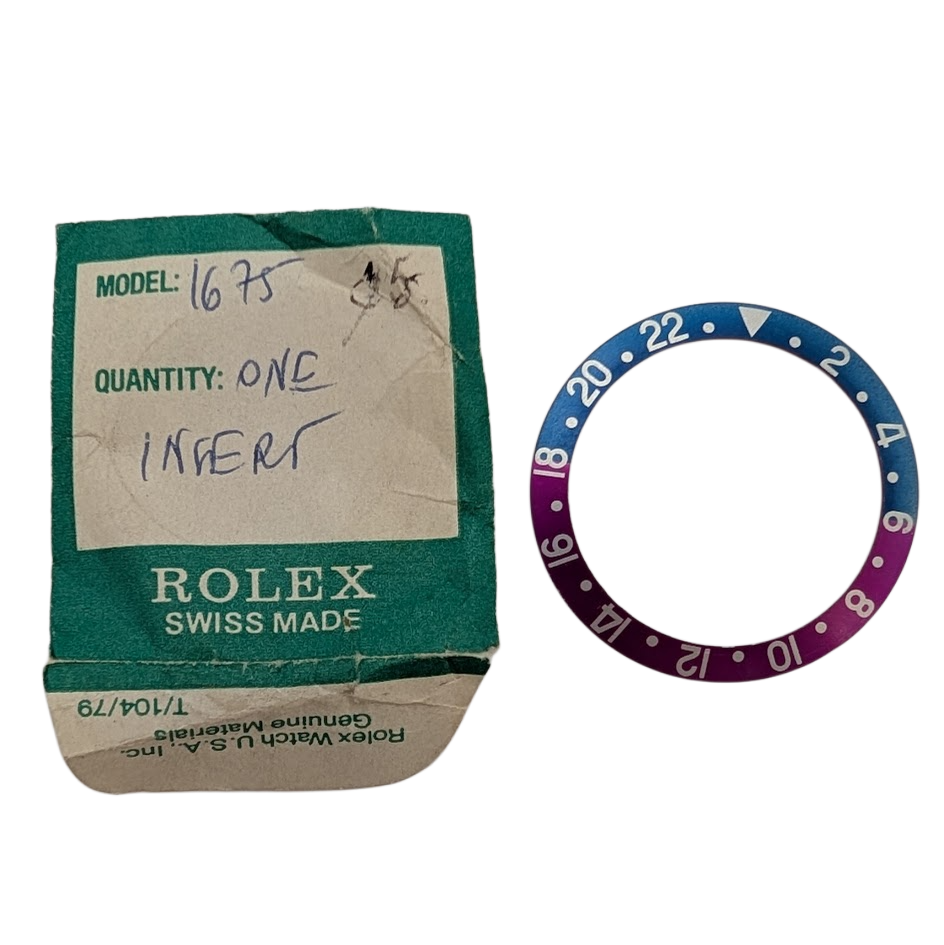 MODEL: 1675 35.
QUANTITY: ONE
INSERT
ROLEX
SWISS MADE
T/104/79
Rolex Watch U.S.A., Inc.
Genuine Materials
2
4
6
8
10
12
14
16
18
20
22